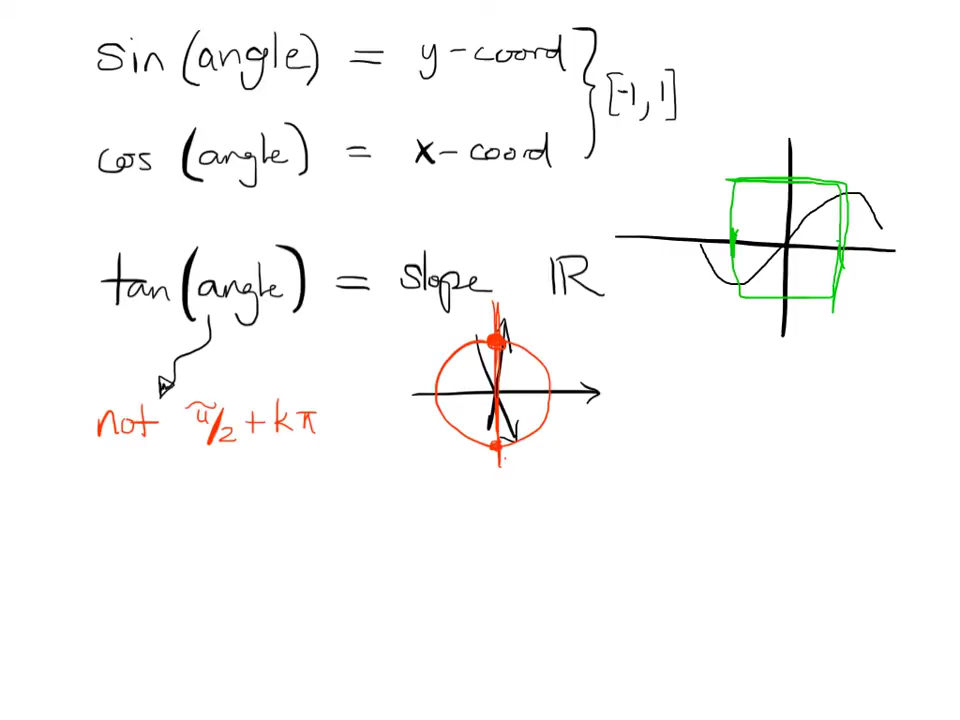 sin (angle) = y-coord
[-1, 1]
cos (angle) = x-coord
tan (angle) = slope ℝ
not π/2 + kπ